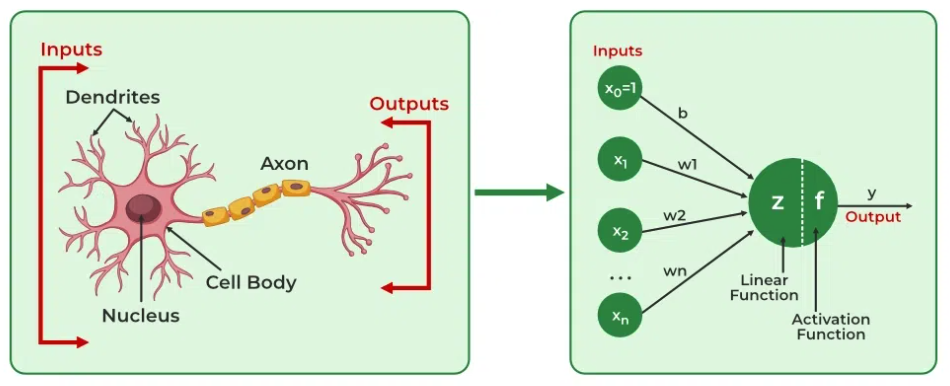 Inputs
Dendrites
Outputs
Axon
Cell Body
Nucleus
Inputs
x₀=1
b
x₁
w1
x₂
w2
...
wn
xₙ
z
f
y
Output
Linear
Function
Activation
Function